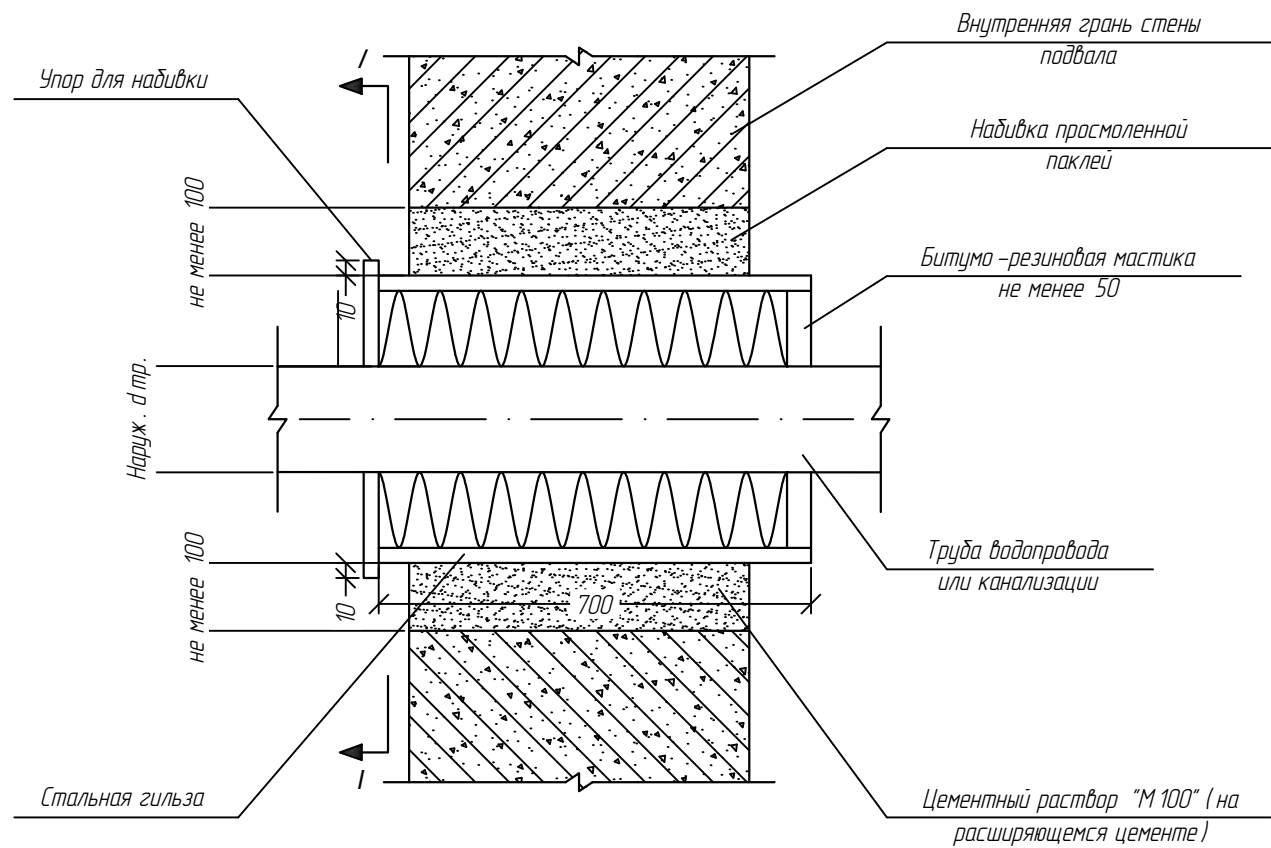 Внутренняя грань стены
подвала
Упор для набивки
I
Набивка просмоленной
паклей
не менее 100
10
Битумо-резиновая мастика
не менее 50
Наруж. d тр.
Труба водопровода
или канализации
не менее 100
10
700
I
Стальная гильза
Цементный раствор "М 100" (на
расширяющемся цементе)